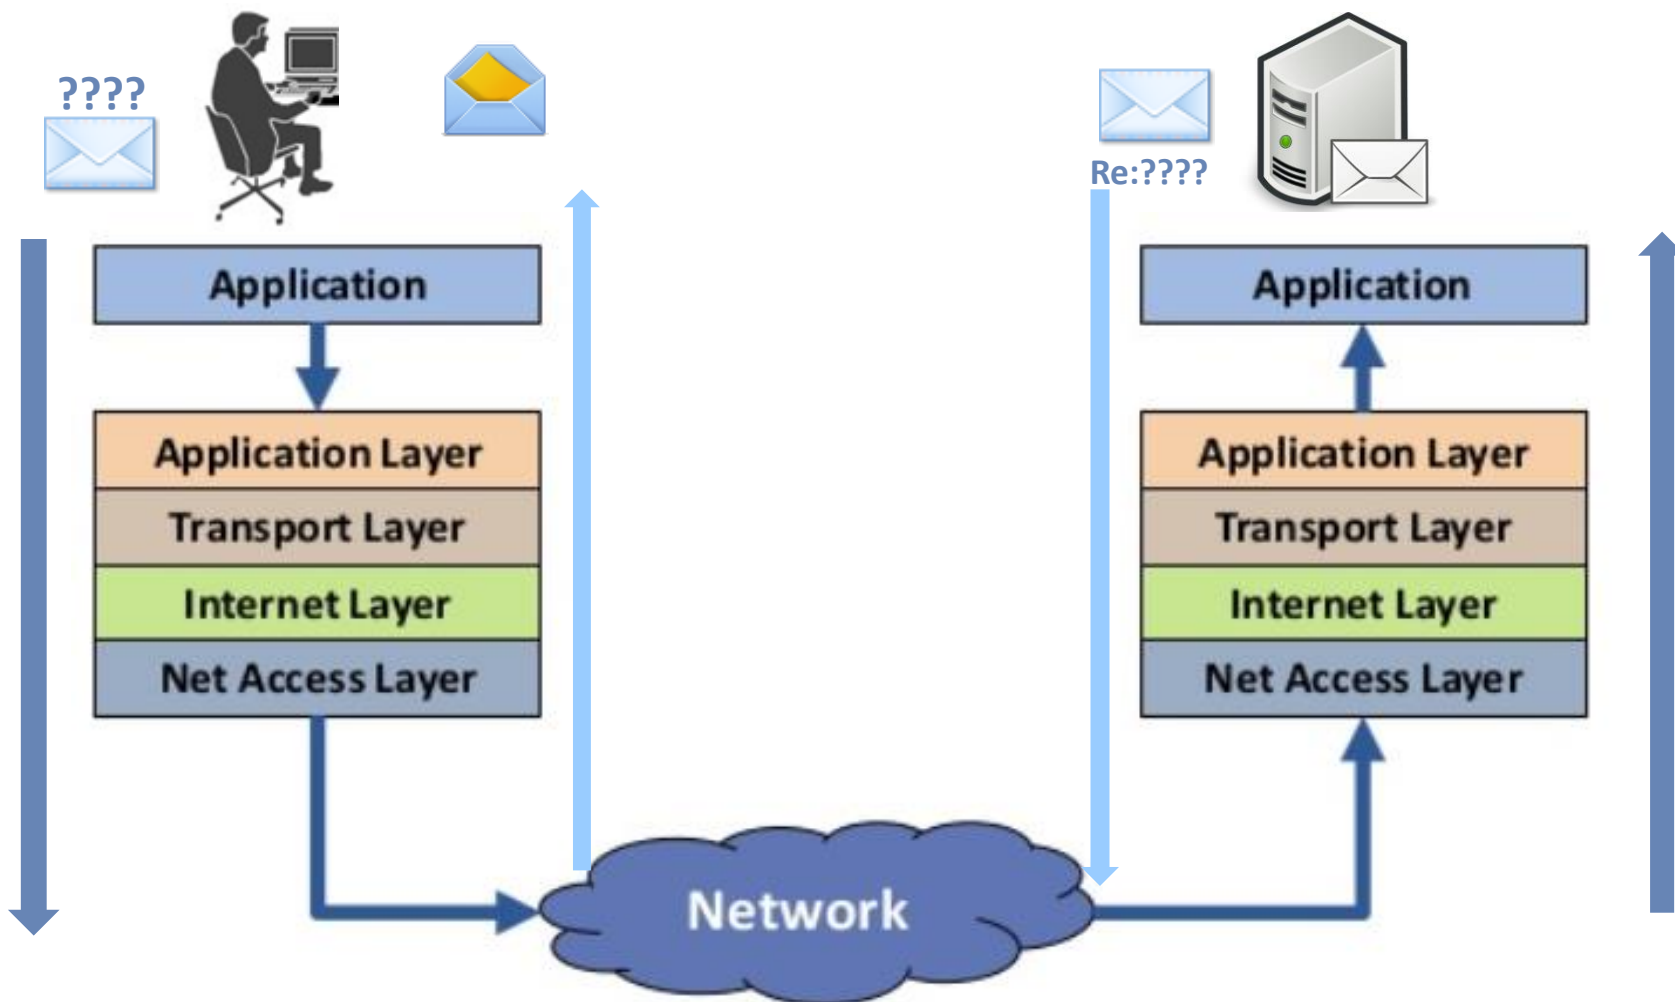 ????
Re:????
Application
Application Layer
Transport Layer
Internet Layer
Net Access Layer
Application
Application Layer
Transport Layer
Internet Layer
Net Access Layer
Network